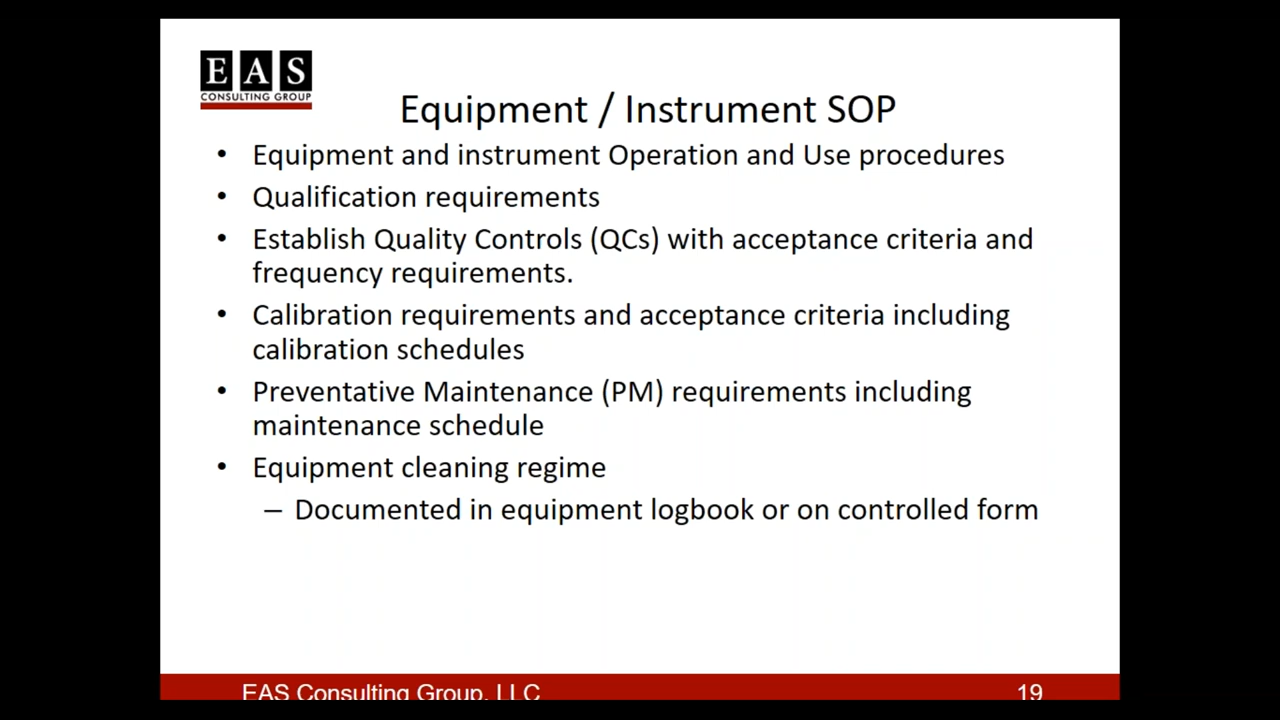 EAS
CONSULTING GROUP
Equipment / Instrument SOP
• Equipment and instrument Operation and Use procedures
• Qualification requirements
• Establish Quality Controls (QCs) with acceptance criteria and
frequency requirements.
• Calibration requirements and acceptance criteria including
calibration schedules
• Preventative Maintenance (PM) requirements including
maintenance schedule
• Equipment cleaning regime
– Documented in equipment logbook or on controlled form
EAS Consulting Group, LLC
19